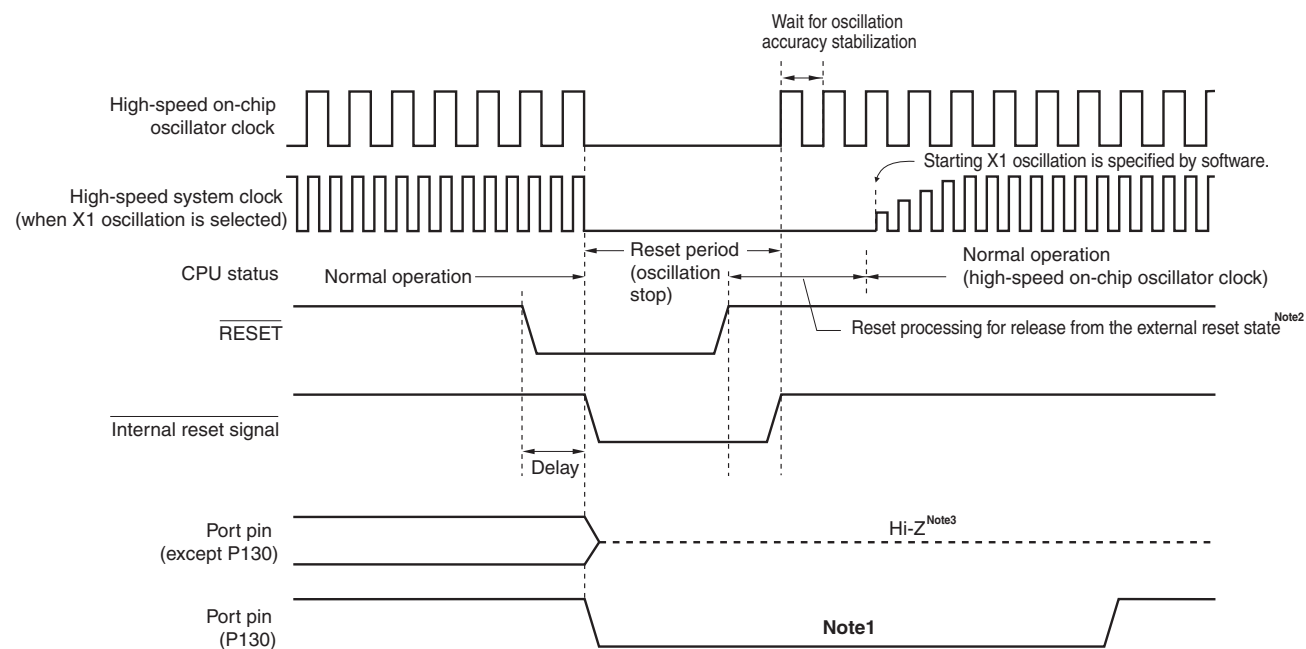 Wait for oscillation
accuracy stabilization
High-speed on-chip
oscillator clock
Starting X1 oscillation is specified by software.
High-speed system clock
(when X1 oscillation is selected)
Reset period
(oscillation
stop)
CPU status
Normal operation
Normal operation
(high-speed on-chip oscillator clock)
RESET
Reset processing for release from the external reset state Note2
Internal reset signal
Delay
Port pin
(except P130)
Hi-Z Note3
Port pin
(P130)
Note1